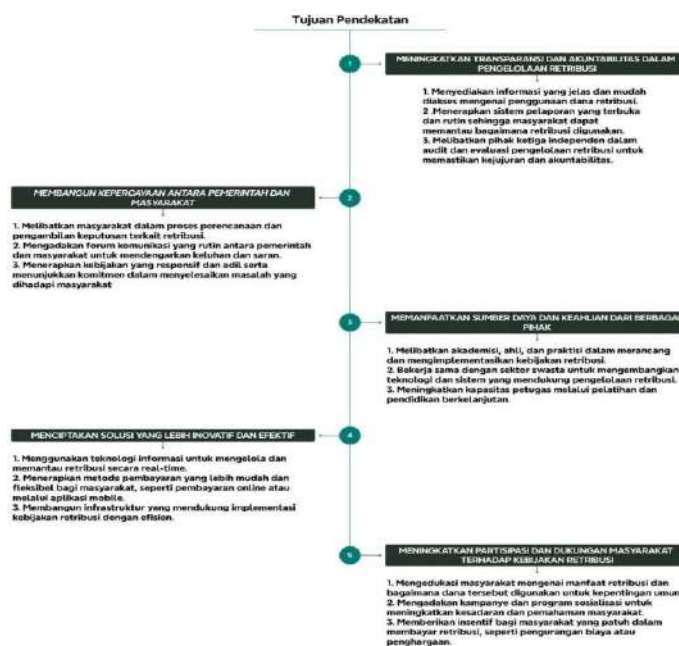 Tujuan Pendekatan
1
MENINGKATKAN TRANSPARANSI DAN AKUNTABILITAS DALAM
PENGELOLAAN RETRIBUSI
1. Menyediakan informasi yang jelas dan mudah
diakses mengenai penggunaan dana retribusi.
2 .Menerapkan sistem pelaporan yang terbuka
dan rutin sehingga masyarakat dapat
memantau bagaimana retribusi digunakan.
3. Melibatkan pihak ketiga independen dalam
audit dan evaluasi pengelolaan retribusi untuk
memastikan kejujuran dan akuntabilitas.
2
MEMBANGUN KEPERCAYAAN ANTARA PEMERINTAH DAN
MASYARAKAT
1. Melibatkan masyarakat dalam proses perencanaan dan
pengambilan keputusan terkait retribusi.
2. Mengadakan forum komunikasi yang rutin antara pemerintah
dan masyarakat untuk mendengarkan keluhan dan saran.
3. Menerapkan kebijakan yang responsif dan adil serta
menunjukkan komitmen dalam menyelesaikan masalah yang
dihadapi masyarakat
3
MEMANFAATKAN SUMBER DAYA DAN KEAHLIAN DARI BERBAGAI
PIHAK
1. Melibatkan akademisi, ahli, dan praktisi dalam merancang
dan mengimplementasikan kebijakan retribusi.
2. Bekerja sama dengan sektor swasta untuk mengembangkan
teknologi dan sistem yang mendukung pengelolaan retribusi.
3. Meningkatkan kapasitas petugas melalui pelatihan dan
pendidikan berkelanjutan.
4
MENCIPTAKAN SOLUSI YANG LEBIH INOVATIF DAN EFEKTIF
1. Menggunakan teknologi informasi untuk mengelola dan
memantau retribusi secara real-time.
2. Menerapkan metode pembayaran yang lebih mudah dan
fleksibel bagi masyarakat, seperti pembayaran online atau
melalui aplikasi mobile.
3. Membangun infrastruktur yang mendukung implementasi
kebijakan retribusi dengan efisien.
5
MENINGKATKAN PARTISIPASI DAN DUKUNGAN MASYARAKAT
TERHADAP KEBIJAKAN RETRIBUSI
1. Mengedukasi masyarakat mengenai manfaat retribusi dan
bagaimana dana tersebut digunakan untuk kepentingan umum
2. Mengadakan kampanye dan program sosialisasi untuk
meningkatkan kesadaran dan pemahaman masyarakat.
3. Memberikan insentif bagi masyarakat yang patuh dalam
membayar retribusi, seperti pengurangan biaya atau
penghargaan.